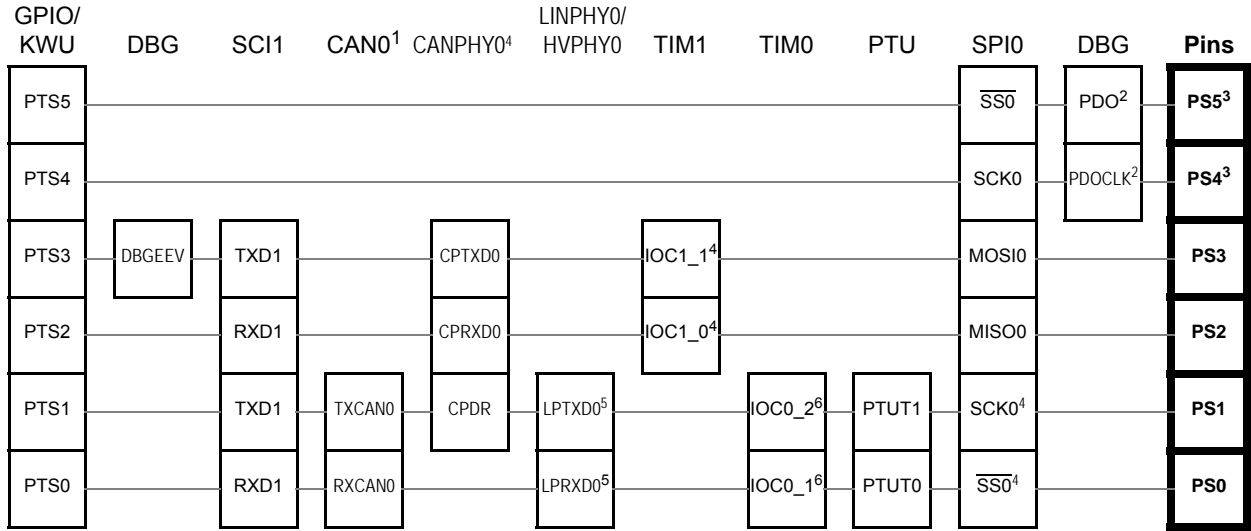 GPIO/ KWU DBG SCI1 CAN0¹ CANPHY0⁴ LINPHY0/ HVPHY0 TIM1 TIM0 PTU SPI0 DBG Pins
PTS5 SS0 PDO² PS5³
PTS4 SCK0 PDOCLK² PS4³
PTS3 DBGEEV TXD1 CPTXD0 IOC1_1⁴ MOSI0 PS3
PTS2 RXD1 CPRXD0 IOC1_0⁴ MISO0 PS2
PTS1 TXD1 TXCAN0 CPDR LPTXD0⁵ IOC0_2⁶ PTUT1 SCK0⁴ PS1
PTS0 RXD1 RXCAN0 LPRXD0⁵ IOC0_1⁶ PTUT0 SS0⁴ PS0